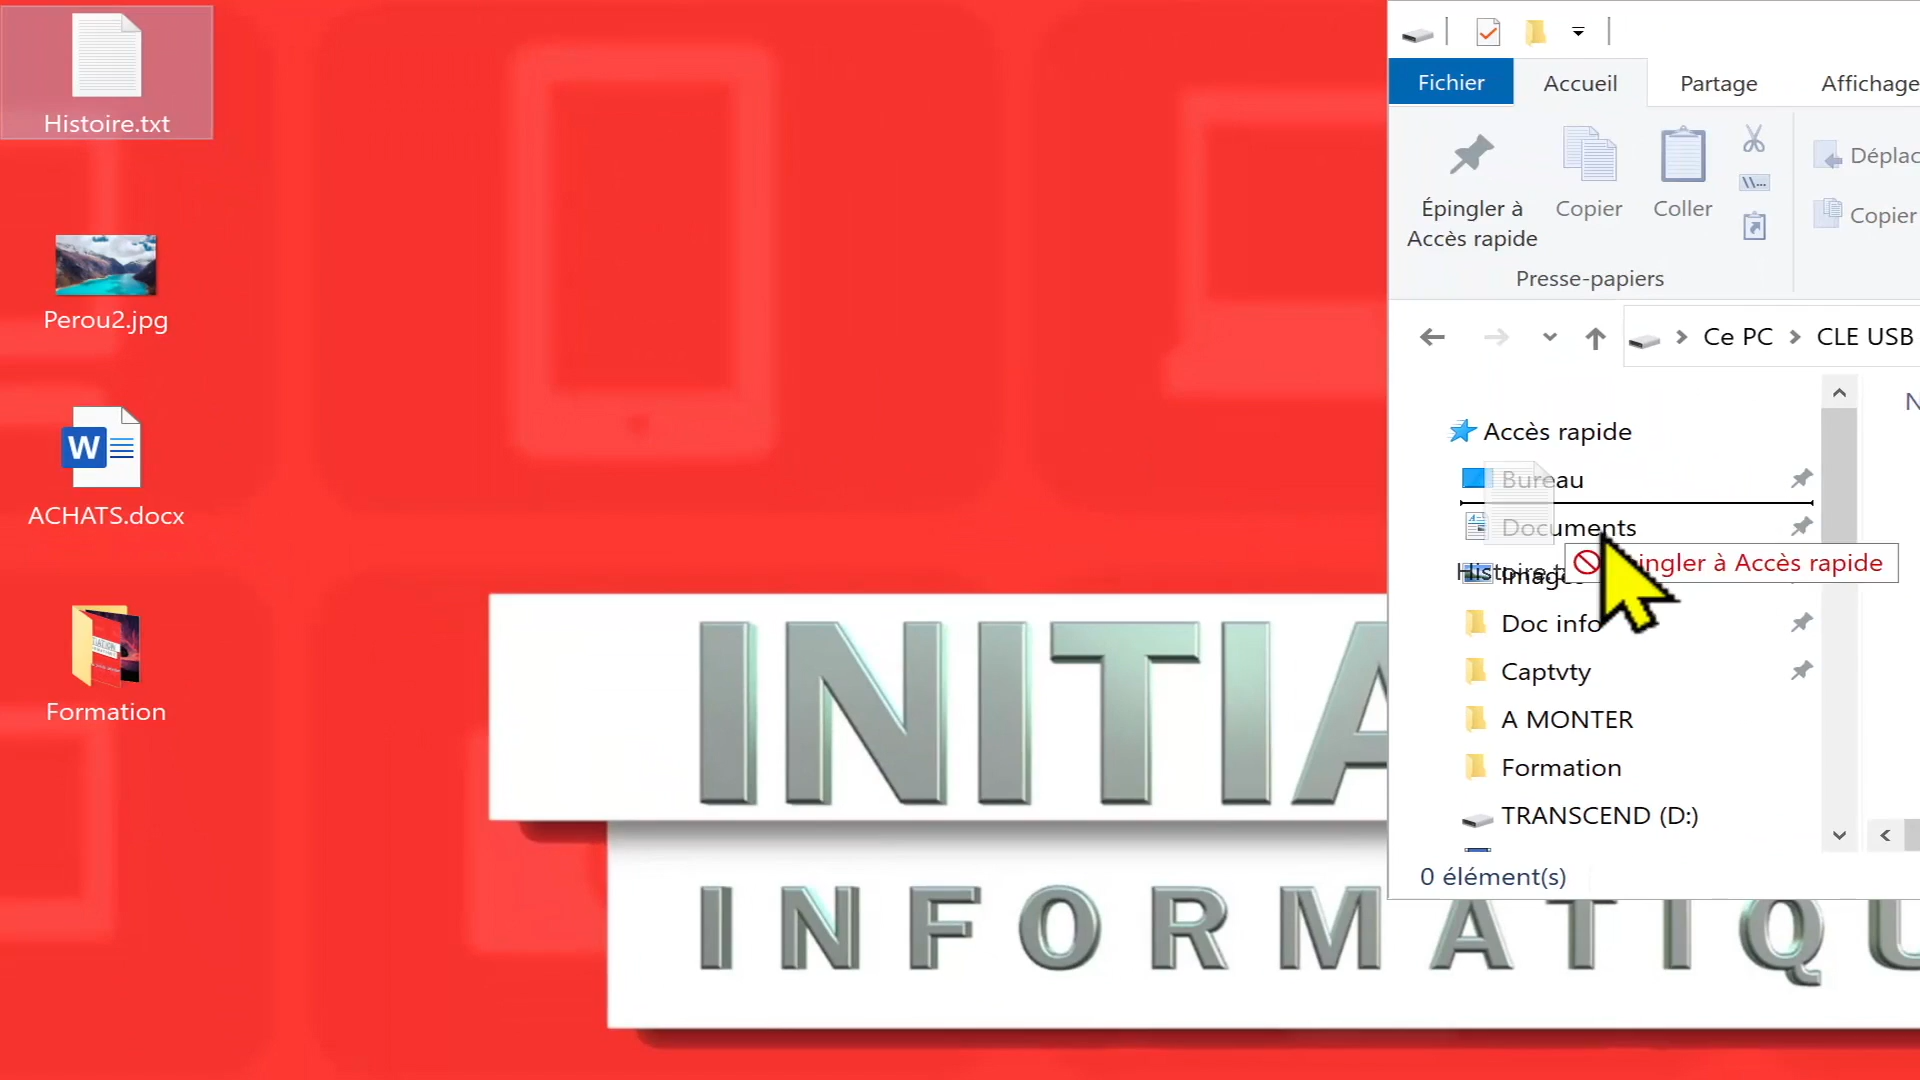 Histoire.txt
Perou2.jpg
W
ACHATS.docx
Formation
INITIA
INFORMATIQU
Fichier
Accueil
Partage
Affichage
Épingler à
Accès rapide
Copier
Coller
Déplac
Copier
Presse-papiers
Ce PC
CLE USB
N
Accès rapide
Bureau
Documents
Images
Histoire.t
ingler à Accès rapide
Doc info
Captvty
A MONTER
Formation
TRANSCEND (D:)
0 élément(s)